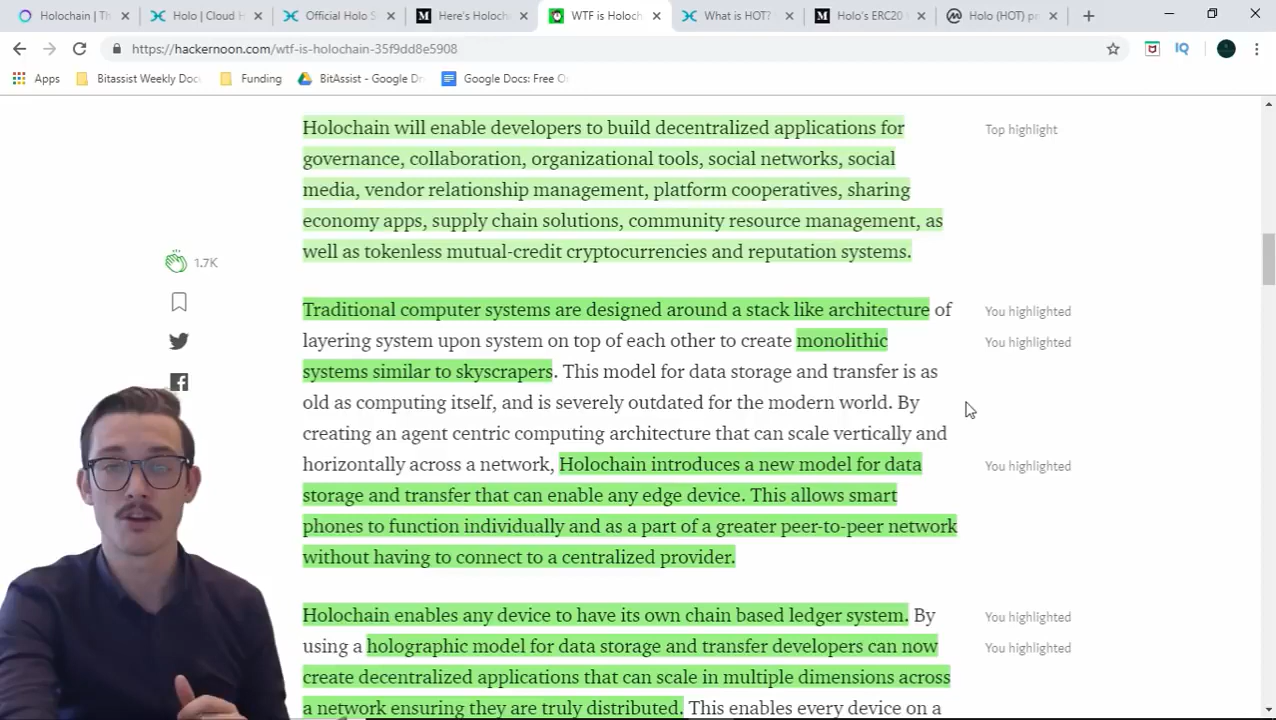 Holochain | Th
Holo | Cloud H
Official Holo S
Here's Holoch
WTF is Holoch
What is HOT?
Holo's ERC20
Holo (HOT) p
https://hackernoon.com/wtf-is-holochain-35f9dd8e5908
IQ
Apps
Bitassist Weekly Doc
Funding
BitAssist - Google Dr
Google Docs: Free O
Holochain will enable developers to build decentralized applications for
Top highlight
governance, collaboration, organizational tools, social networks, social
media, vendor relationship management, platform cooperatives, sharing
economy apps, supply chain solutions, community resource management, as
well as tokenless mutual-credit cryptocurrencies and reputation systems.
1.7K
Traditional computer systems are designed around a stack like architecture of
You highlighted
layering system upon system on top of each other to create monolithic
You highlighted
systems similar to skyscrapers. This model for data storage and transfer is as
old as computing itself, and is severely outdated for the modern world. By
creating an agent centric computing architecture that can scale vertically and
horizontally across a network, Holochain introduces a new model for data
You highlighted
storage and transfer that can enable any edge device. This allows smart
phones to function individually and as a part of a greater peer-to-peer network
without having to connect to a centralized provider.
Holochain enables any device to have its own chain based ledger system. By
You highlighted
using a holographic model for data storage and transfer developers can now
You highlighted
create decentralized applications that can scale in multiple dimensions across
a network ensuring they are truly distributed. This enables every device on a